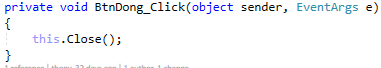 private void BtnDong_Click(object sender, EventArgs e)
{
this.Close();
}